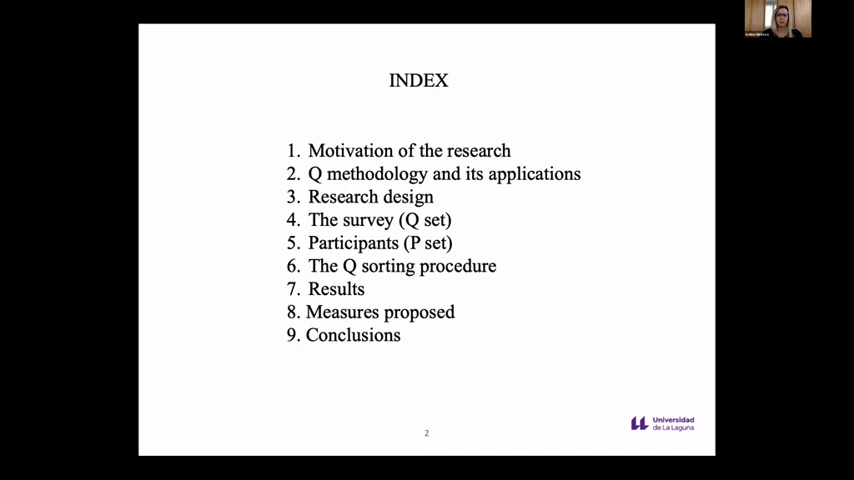 INDEX
1. Motivation of the research
2. Q methodology and its applications
3. Research design
4. The survey (Q set)
5. Participants (P set)
6. The Q sorting procedure
7. Results
8. Measures proposed
9. Conclusions
2
Universidad
de La Laguna